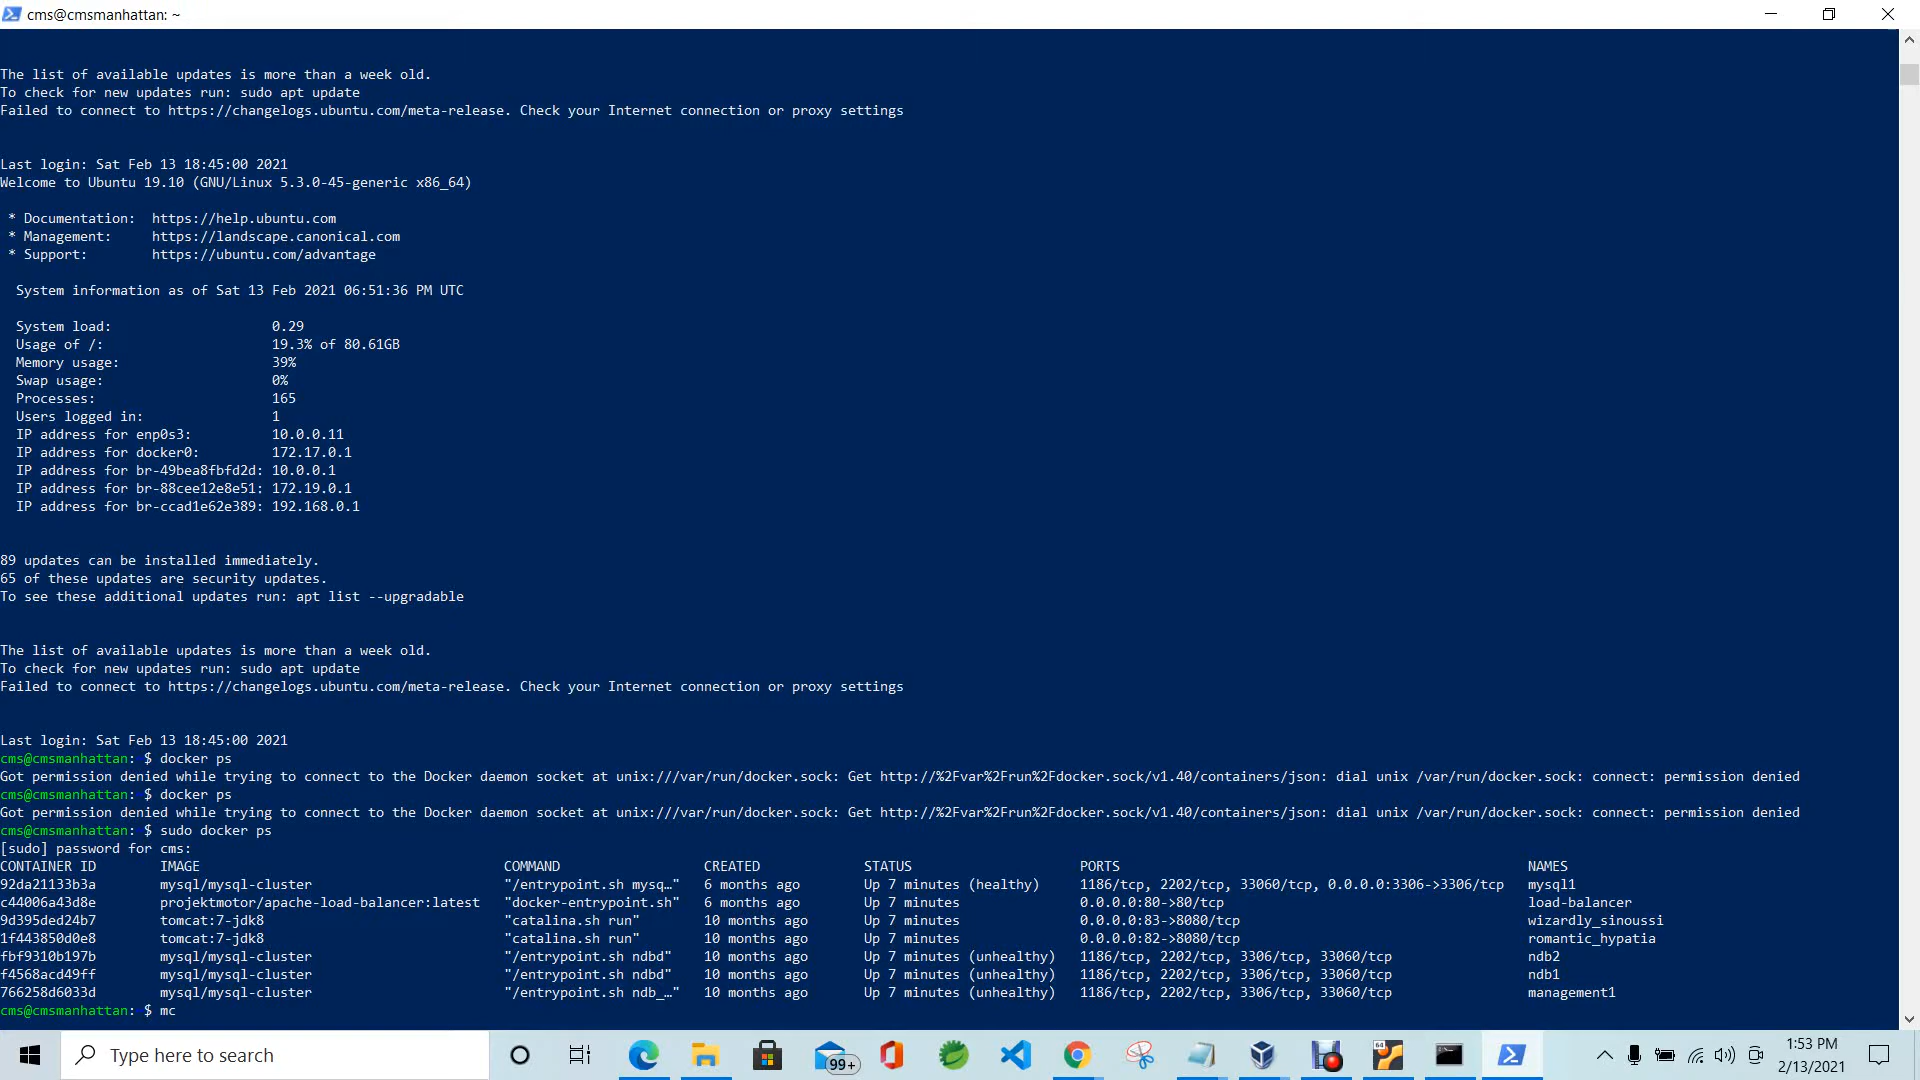 cms@cmsmanhattan: ~
The list of available updates is more than a week old.
To check for new updates run: sudo apt update
Failed to connect to https://changelogs.ubuntu.com/meta-release. Check your Internet connection or proxy settings
Last login: Sat Feb 13 18:45:00 2021
Welcome to Ubuntu 19.10 (GNU/Linux 5.3.0-45-generic x86_64)
* Documentation:  https://help.ubuntu.com
* Management:     https://landscape.canonical.com
* Support:        https://ubuntu.com/advantage
System information as of Sat 13 Feb 2021 06:51:36 PM UTC
System load:                    0.29
Usage of /:                     19.3% of 80.61GB
Memory usage:                   39%
Swap usage:                     0%
Processes:                      165
Users logged in:                1
IP address for enp0s3:          10.0.0.11
IP address for docker0:         172.17.0.1
IP address for br-49bea8fbfd2d: 10.0.0.1
IP address for br-88cee12e8e51: 172.19.0.1
IP address for br-ccad1e62e389: 192.168.0.1
89 updates can be installed immediately.
65 of these updates are security updates.
To see these additional updates run: apt list --upgradable
The list of available updates is more than a week old.
To check for new updates run: sudo apt update
Failed to connect to https://changelogs.ubuntu.com/meta-release. Check your Internet connection or proxy settings
Last login: Sat Feb 13 18:45:00 2021
cms@cmsmanhattan: $ docker ps
Got permission denied while trying to connect to the Docker daemon socket at unix:///var/run/docker.sock: Get http://%2Fvar%2Frun%2Fdocker.sock/v1.40/containers/json: dial unix /var/run/docker.sock: connect: permission denied
cms@cmsmanhattan: $ docker ps
Got permission denied while trying to connect to the Docker daemon socket at unix:///var/run/docker.sock: Get http://%2Fvar%2Frun%2Fdocker.sock/v1.40/containers/json: dial unix /var/run/docker.sock: connect: permission denied
cms@cmsmanhattan: $ sudo docker ps
[sudo] password for cms:
CONTAINER ID        IMAGE                                      COMMAND                  CREATED             STATUS                     PORTS                                                   NAMES
92da21133b3a        mysql/mysql-cluster                        "/entrypoint.sh mysq…"   6 months ago        Up 7 minutes (healthy)     1186/tcp, 2202/tcp, 33060/tcp, 0.0.0.0:3306->3306/tcp   mysql1
c44006a43d8e        projektmotor/apache-load-balancer:latest   "docker-entrypoint.sh"   6 months ago        Up 7 minutes               0.0.0.0:80->80/tcp                                      load-balancer
9d395ded24b7        tomcat:7-jdk8                              "catalina.sh run"        10 months ago       Up 7 minutes               0.0.0.0:83->8080/tcp                                    wizardly_sinoussi
1f443850d0e8        tomcat:7-jdk8                              "catalina.sh run"        10 months ago       Up 7 minutes               0.0.0.0:82->8080/tcp                                    romantic_hypatia
fbf9310b197b        mysql/mysql-cluster                        "/entrypoint.sh ndbd"    10 months ago       Up 7 minutes (unhealthy)   1186/tcp, 2202/tcp, 3306/tcp, 33060/tcp                 ndb2
f4568acd49ff        mysql/mysql-cluster                        "/entrypoint.sh ndbd"    10 months ago       Up 7 minutes (unhealthy)   1186/tcp, 2202/tcp, 3306/tcp, 33060/tcp                 ndb1
766258d6033d        mysql/mysql-cluster                        "/entrypoint.sh ndb_…"   10 months ago       Up 7 minutes (unhealthy)   1186/tcp, 2202/tcp, 3306/tcp, 33060/tcp                 management1
cms@cmsmanhattan: $ mc
Type here to search
99+
64
1:53 PM
2/13/2021